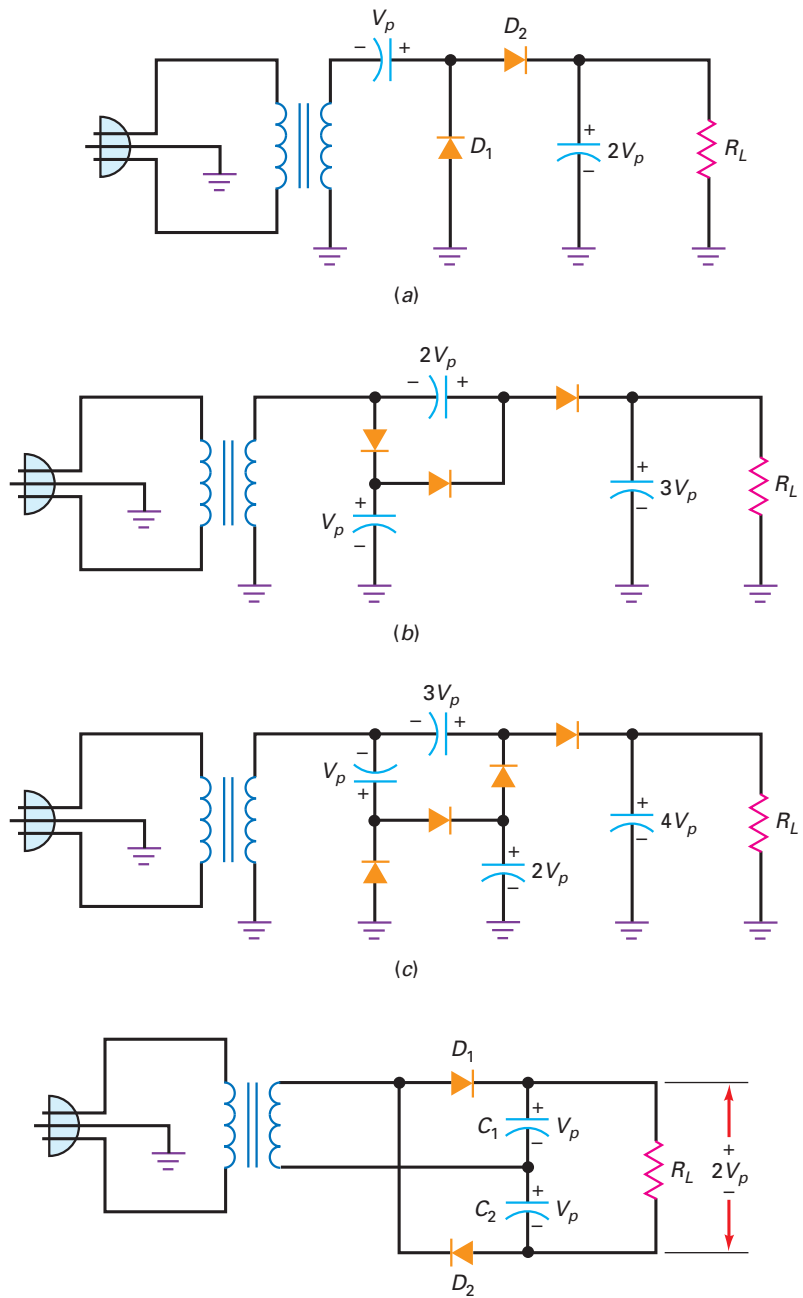 Vp
− +
D2
D1
+
2Vp
−
RL
(a)
2Vp
− +
+
Vp
−
+
3Vp
−
RL
(b)
3Vp
− +
−
Vp
+
+
2Vp
−
+
4Vp
−
RL
(c)
D1
+
C1 Vp
−
+
C2 Vp
−
D2
RL
+
2Vp
−